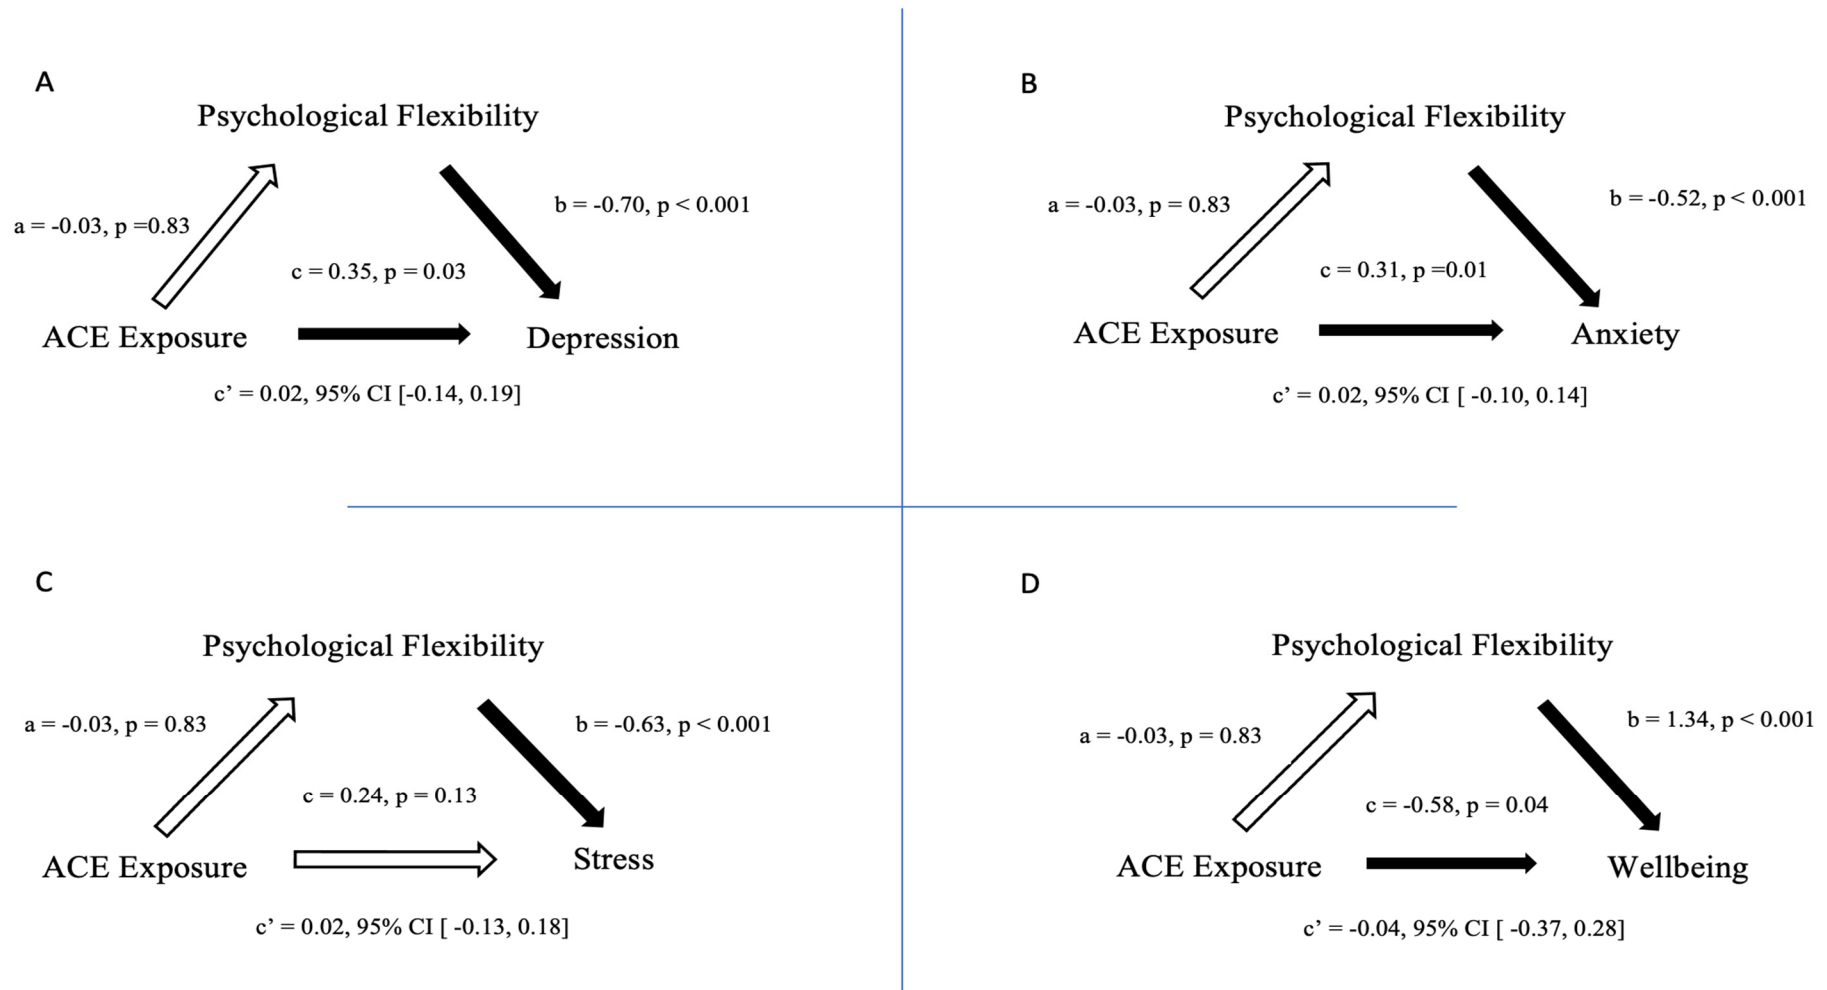 A
Psychological Flexibility
a = -0.03, p =0.83
b = -0.70, p < 0.001
c = 0.35, p = 0.03
ACE Exposure
Depression
c’ = 0.02, 95% CI [-0.14, 0.19]
B
Psychological Flexibility
a = -0.03, p = 0.83
b = -0.52, p < 0.001
c = 0.31, p =0.01
ACE Exposure
Anxiety
c’ = 0.02, 95% CI [ -0.10, 0.14]
C
Psychological Flexibility
a = -0.03, p = 0.83
b = -0.63, p < 0.001
c = 0.24, p = 0.13
ACE Exposure
Stress
c’ = 0.02, 95% CI [ -0.13, 0.18]
D
Psychological Flexibility
a = -0.03, p = 0.83
b = 1.34, p < 0.001
c = -0.58, p = 0.04
ACE Exposure
Wellbeing
c’ = -0.04, 95% CI [ -0.37, 0.28]